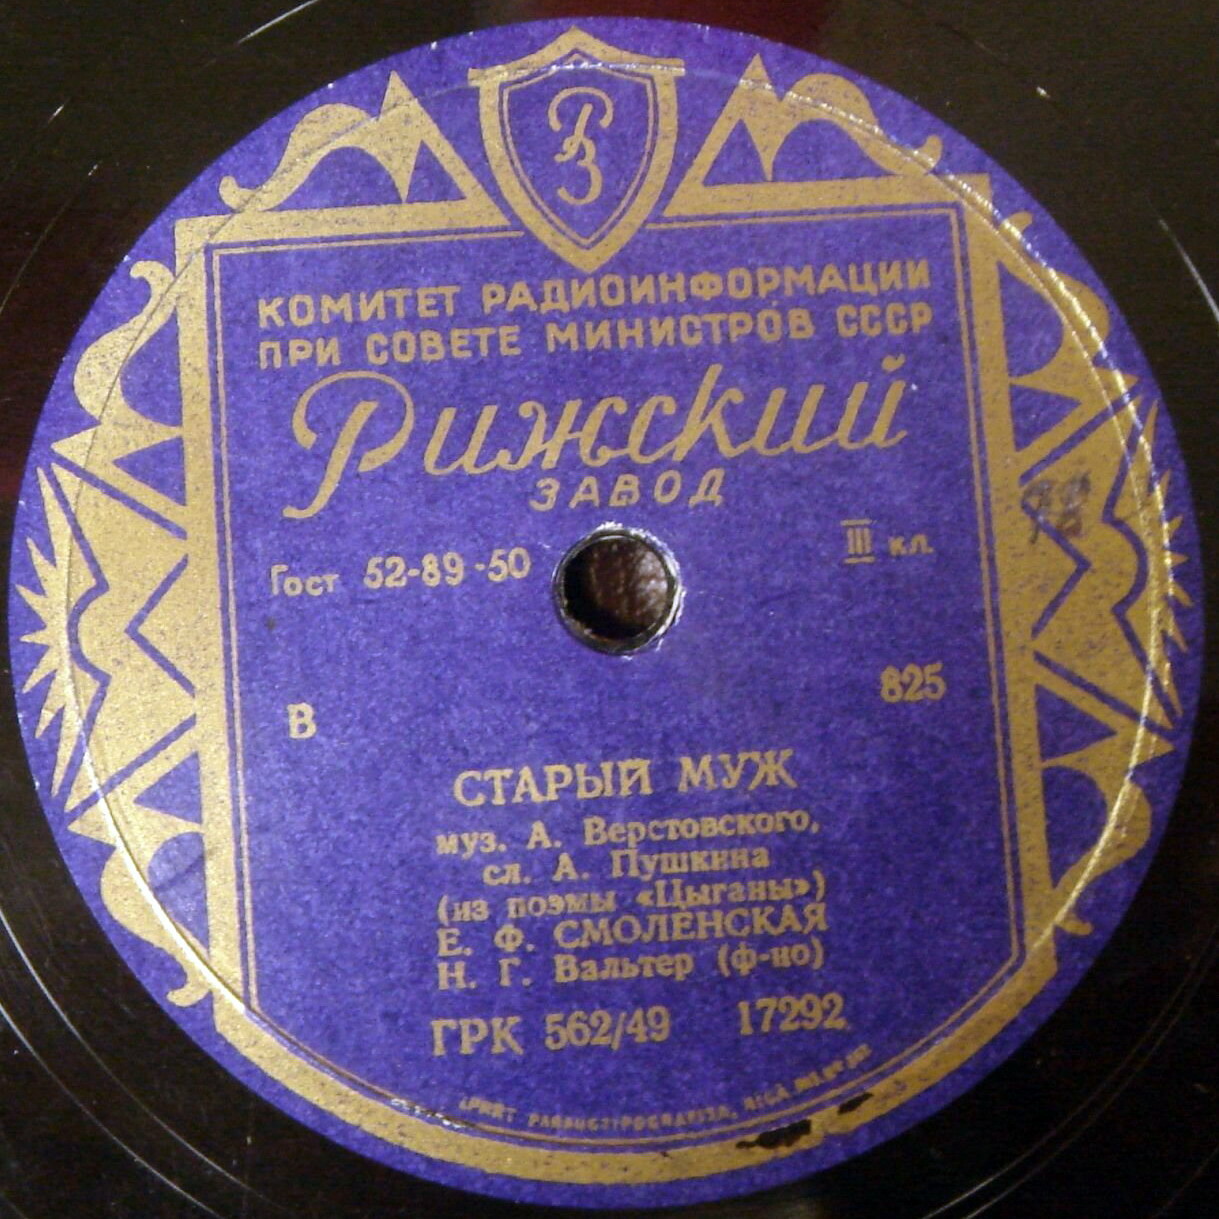 РЗ
КОМИТЕТ РАДИОИНФОРМАЦИИ
ПРИ СОВЕТЕ МИНИСТРОВ СССР
Рижский
ЗАВОД
Гост 52-89-50
III кл.
В
825
СТАРЫЙ МУЖ
муз. А. Верстовского,
сл. А. Пушкина
(из поэмы «Цыганы»)
Е. Ф. СМОЛЕНСКАЯ
Н. Г. Вальтер (ф-но)
ГРК 562/49 17292